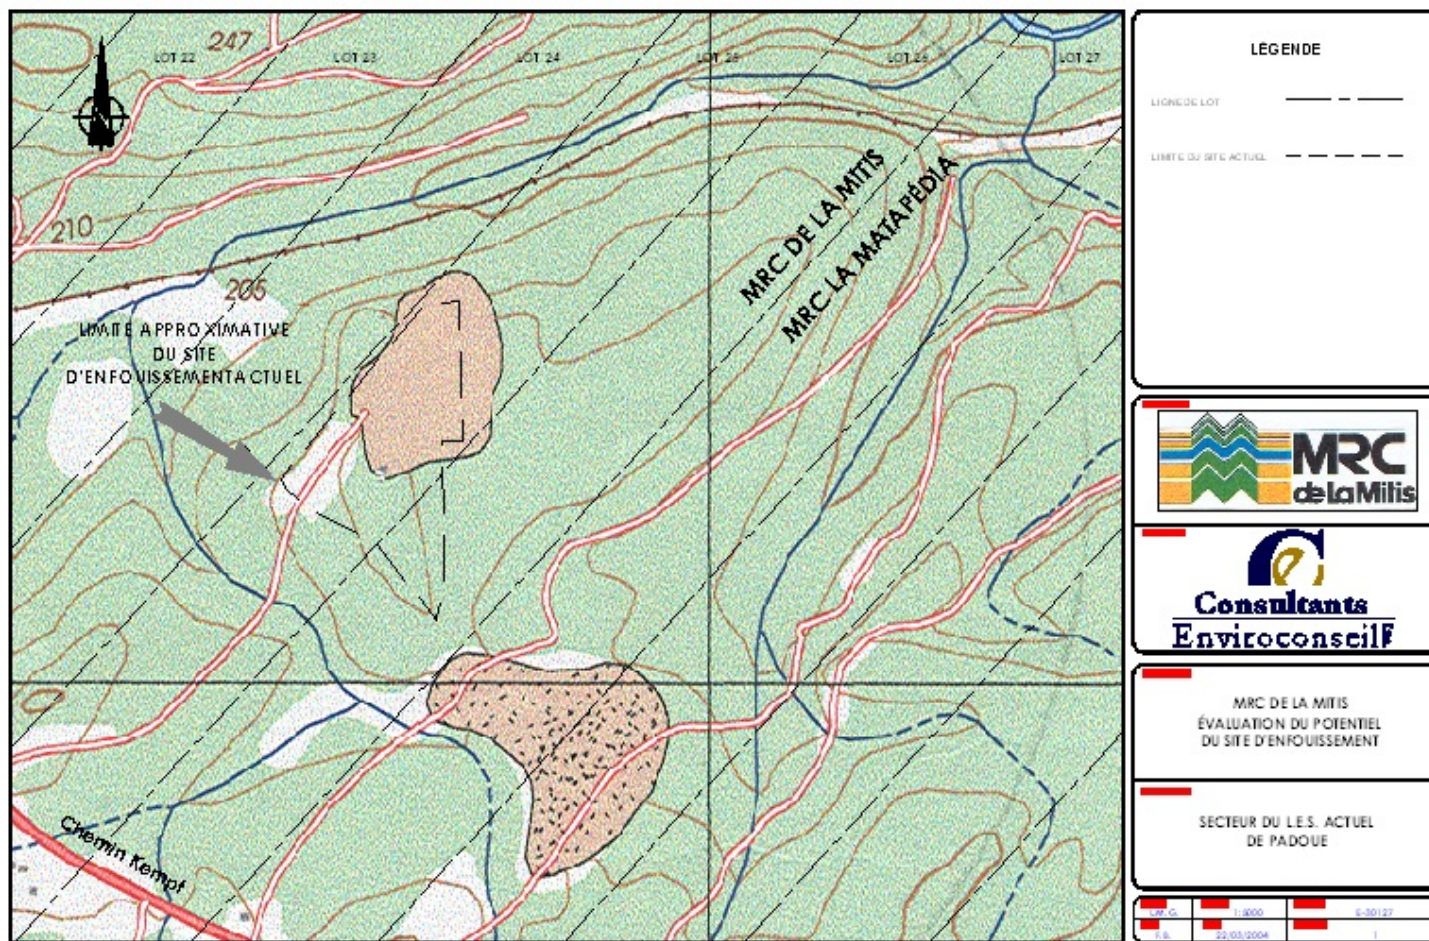 247
LOT 22
LOT 23
LOT 24
LOT 25
LOT 26
LOT 27
210
205
LIMITE APPROXIMATIVE
DU SITE
D'ENFOUISSEMENT ACTUEL
MRC DE LA MITIS
MRC LA MATAPÉDIA
Chemin Kempt
LÉGENDE
LIGNE DE LOT
LIMITE DU SITE ACTUEL
MRC
de La Mitis
Consultants
Enviroconseil
MRC DE LA MITIS
ÉVALUATION DU POTENTIEL
DU SITE D'ENFOUISSEMENT
SECTEUR DU L.E.S. ACTUEL
DE PADOUE
1:5000
E-30127
22/03/2004
1